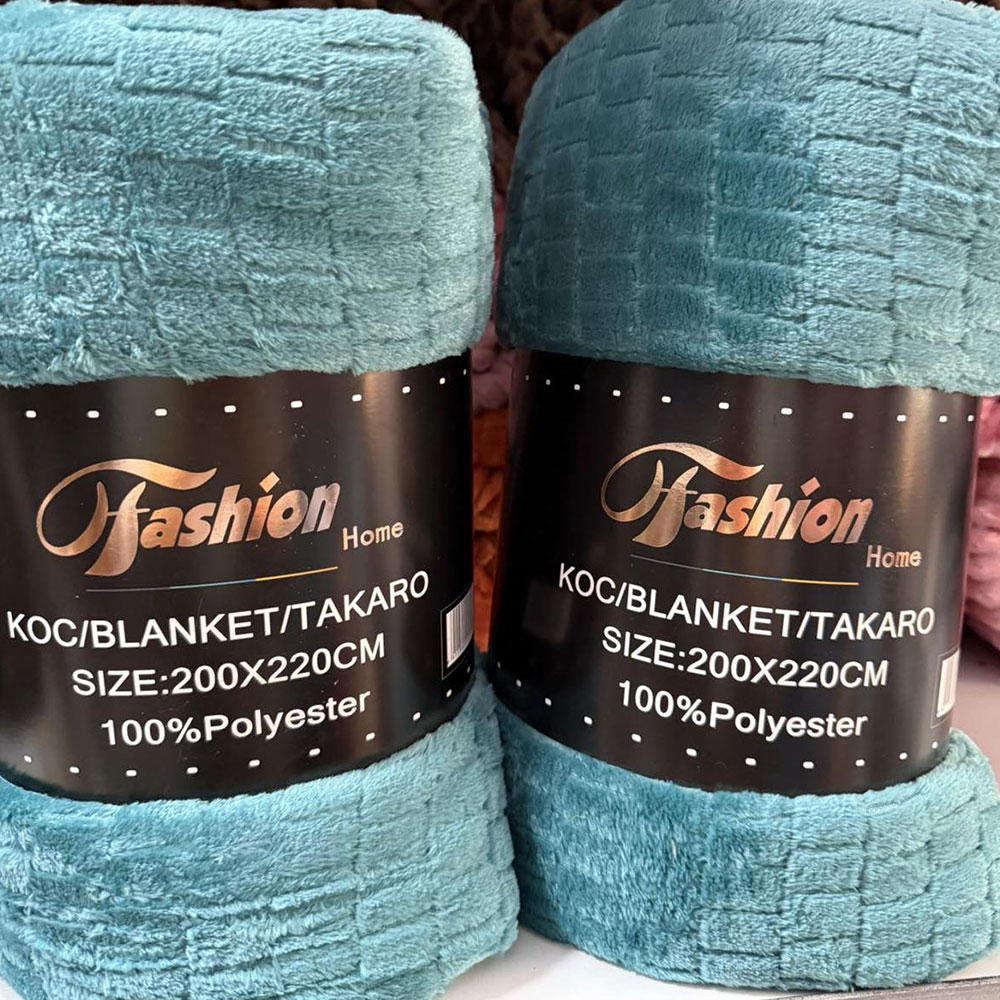 Fashion
Home
KOC/BLANKET/TAKARO
SIZE:200X220CM
100%Polyester
Fashion
Home
KOC/BLANKET/TAKARO
SIZE:200X220CM
100%Polyester